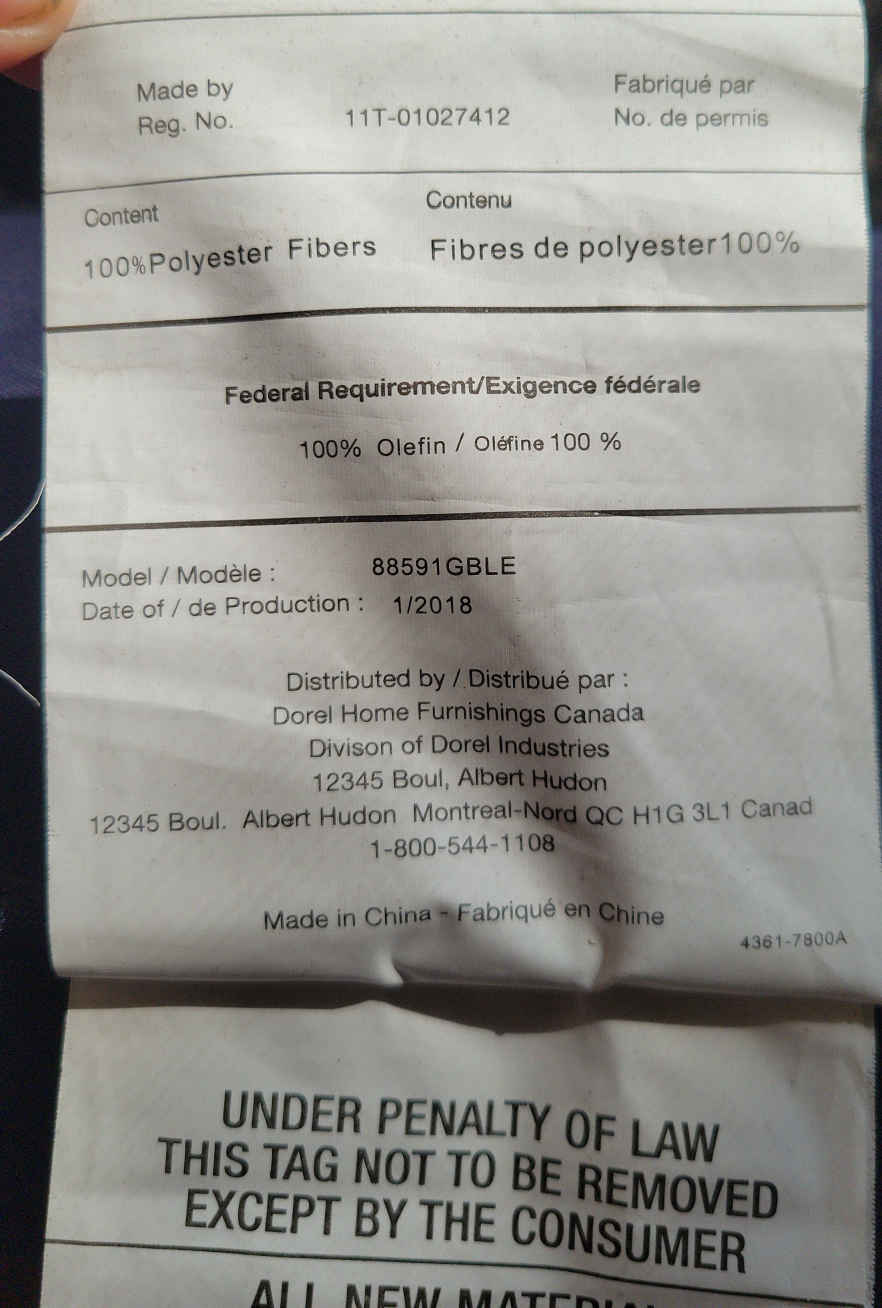 Made by
Fabriqué par
Reg. No.
11T-01027412
No. de permis
Content
Contenu
100%Polyester Fibers
Fibres de polyester100%
Federal Requirement/Exigence fédérale
100% Olefin / Oléfine 100 %
Model / Modèle : 88591GBLE
Date of / de Production : 1/2018
Distributed by / Distribué par :
Dorel Home Furnishings Canada
Divison of Dorel Industries
12345 Boul, Albert Hudon
12345 Boul. Albert Hudon Montreal-Nord QC H1G 3L1 Canad
1-800-544-1108
Made in China - Fabriqué en Chine
4361-7800A
UNDER PENALTY OF LAW
THIS TAG NOT TO BE REMOVED
EXCEPT BY THE CONSUMER
ALL NEW